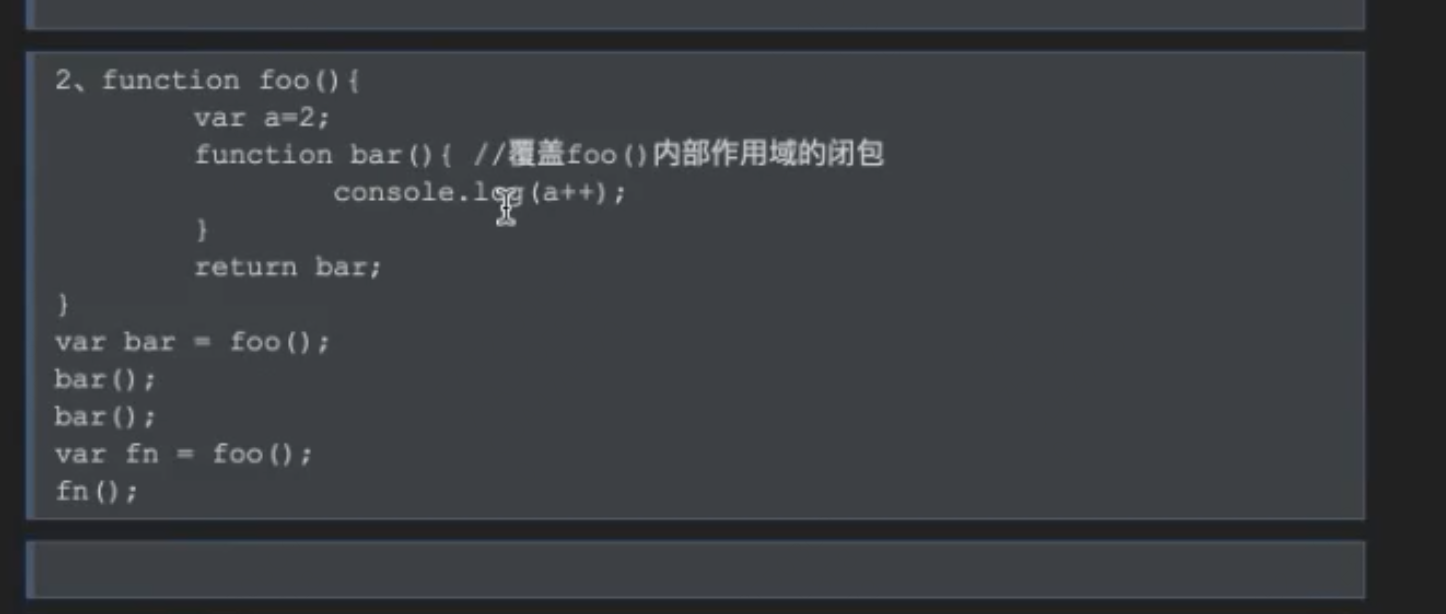 2、function foo(){
var a=2;
function bar(){ //覆盖foo()内部作用域的闭包
console.log(a++);
}
return bar;
}
var bar = foo();
bar();
bar();
var fn = foo();
fn();